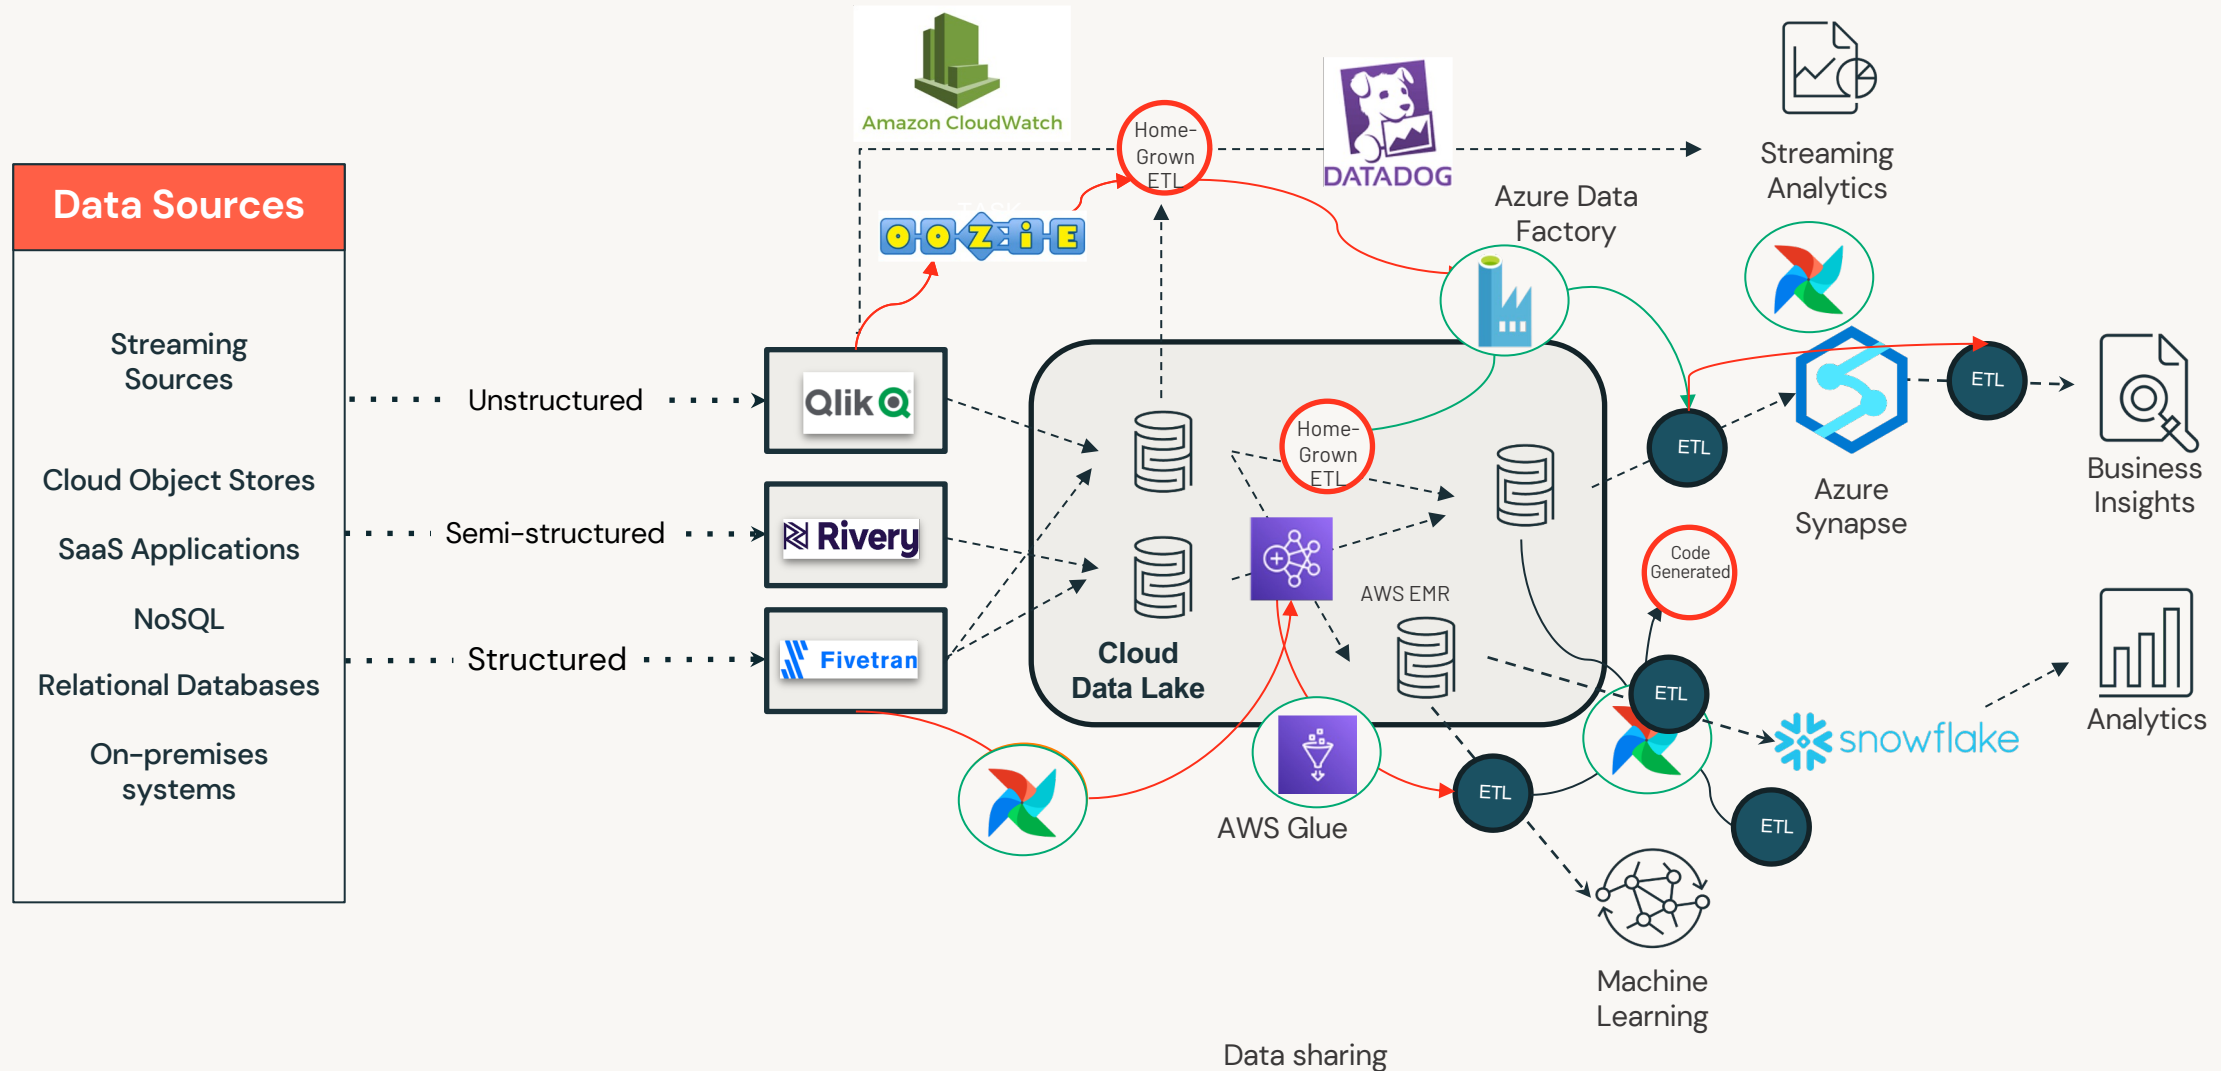 Data Sources
Streaming
Sources
Cloud Object Stores
SaaS Applications
NoSQL
Relational Databases
On-premises
systems
Unstructured
Semi-structured
Structured
Qlik
Rivery
Fivetran
Amazon CloudWatch
TASK
OOZiE
Home-
Grown
ETL
DATADOG
Streaming
Analytics
Azure Data
Factory
Cloud
Data Lake
Home-
Grown
ETL
AWS EMR
AWS Glue
ETL
Azure
Synapse
ETL
Business
Insights
Code
Generated
ETL
snowflake
Analytics
ETL
ETL
Machine
Learning
Data sharing